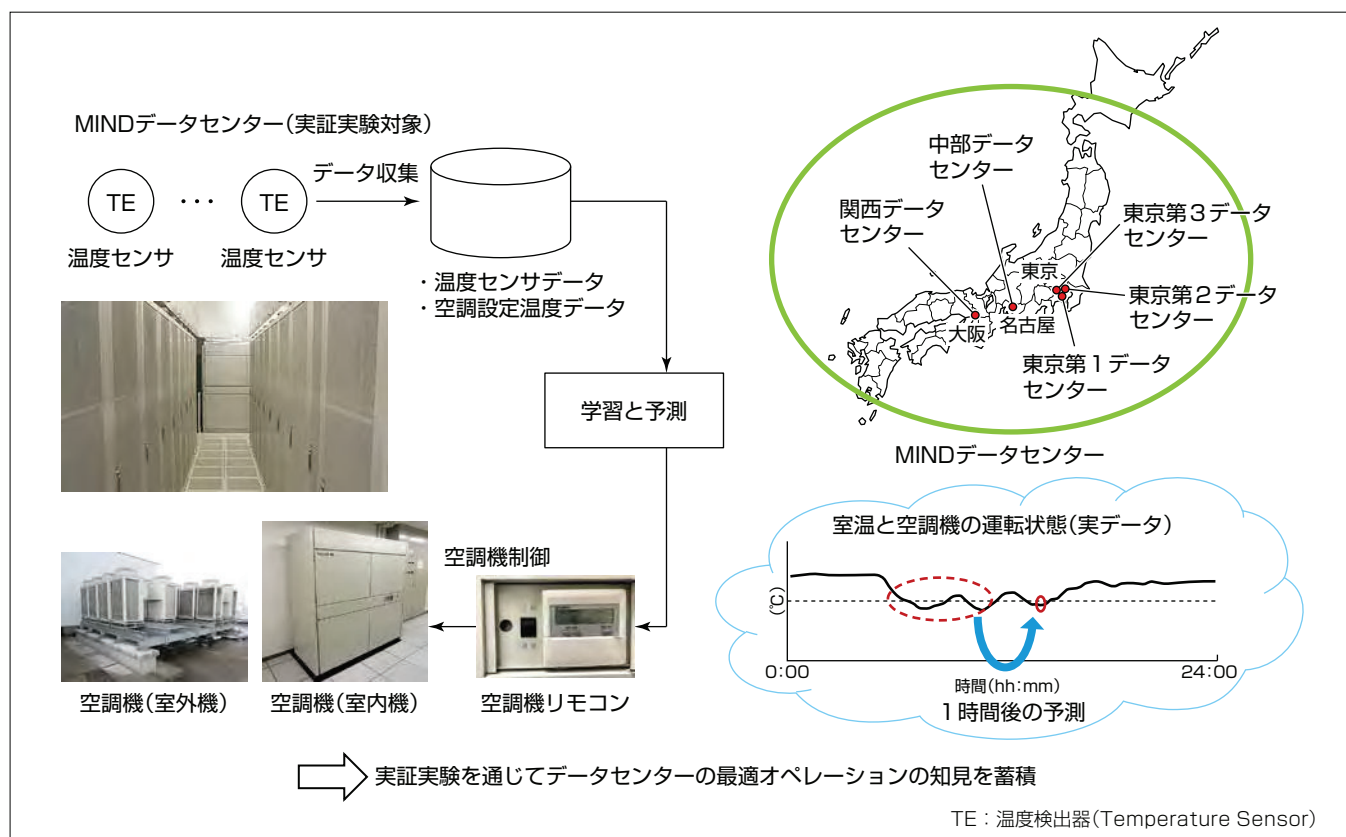 MINDデータセンター(実証実験対象)
TE
・・・
TE
データ収集
温度センサ
温度センサ
・温度センサデータ
・空調設定温度データ
学習と予測
空調機制御
空調機(室外機)
空調機(室内機)
空調機リモコン
中部データ
センター
関西データ
センター
東京第3データ
センター
東京
東京第2データ
センター
名古屋
大阪
東京第1データ
センター
MINDデータセンター
室温と空調機の運転状態(実データ)
(℃)
0:00
24:00
時間(hh:mm)
1時間後の予測
実証実験を通じてデータセンターの最適オペレーションの知見を蓄積
TE:温度検出器(Temperature Sensor)